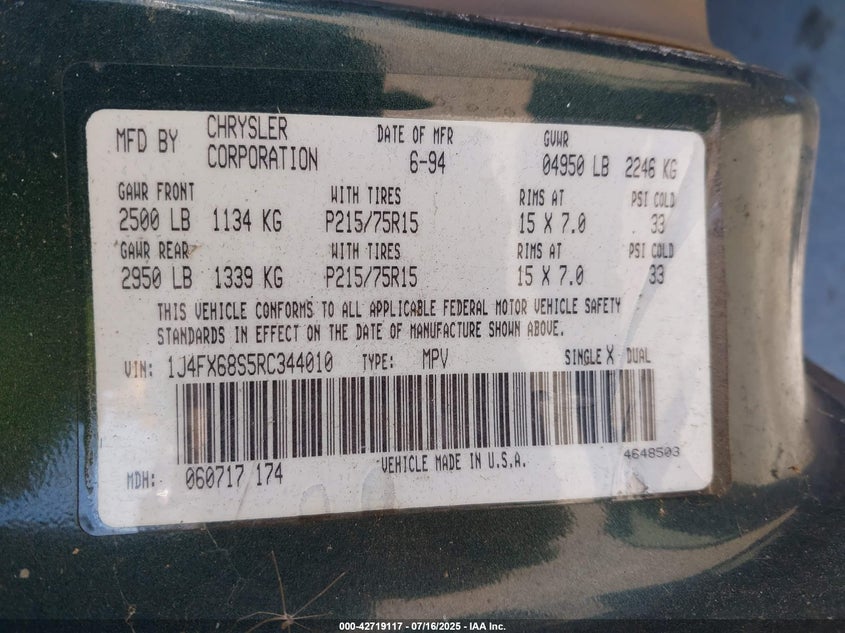 MFD BY CHRYSLER CORPORATION DATE OF MFR 6-94 GVWR 04950 LB 2246 KG
GAWR FRONT WITH TIRES RIMS AT PSI COLD
2500 LB 1134 KG P215/75R15 15 X 7.0 33
GAWR REAR WITH TIRES RIMS AT PSI COLD
2950 LB 1339 KG P215/75R15 15 X 7.0 33
THIS VEHICLE CONFORMS TO ALL APPLICABLE FEDERAL MOTOR VEHICLE SAFETY
STANDARDS IN EFFECT ON THE DATE OF MANUFACTURE SHOWN ABOVE.
VIN: 1J4FX68S5RC344010 TYPE: MPV SINGLE X DUAL
MDH: 060717 174 VEHICLE MADE IN U.S.A. 4648503
000-42719117 - 07/16/2025 - IAA Inc.